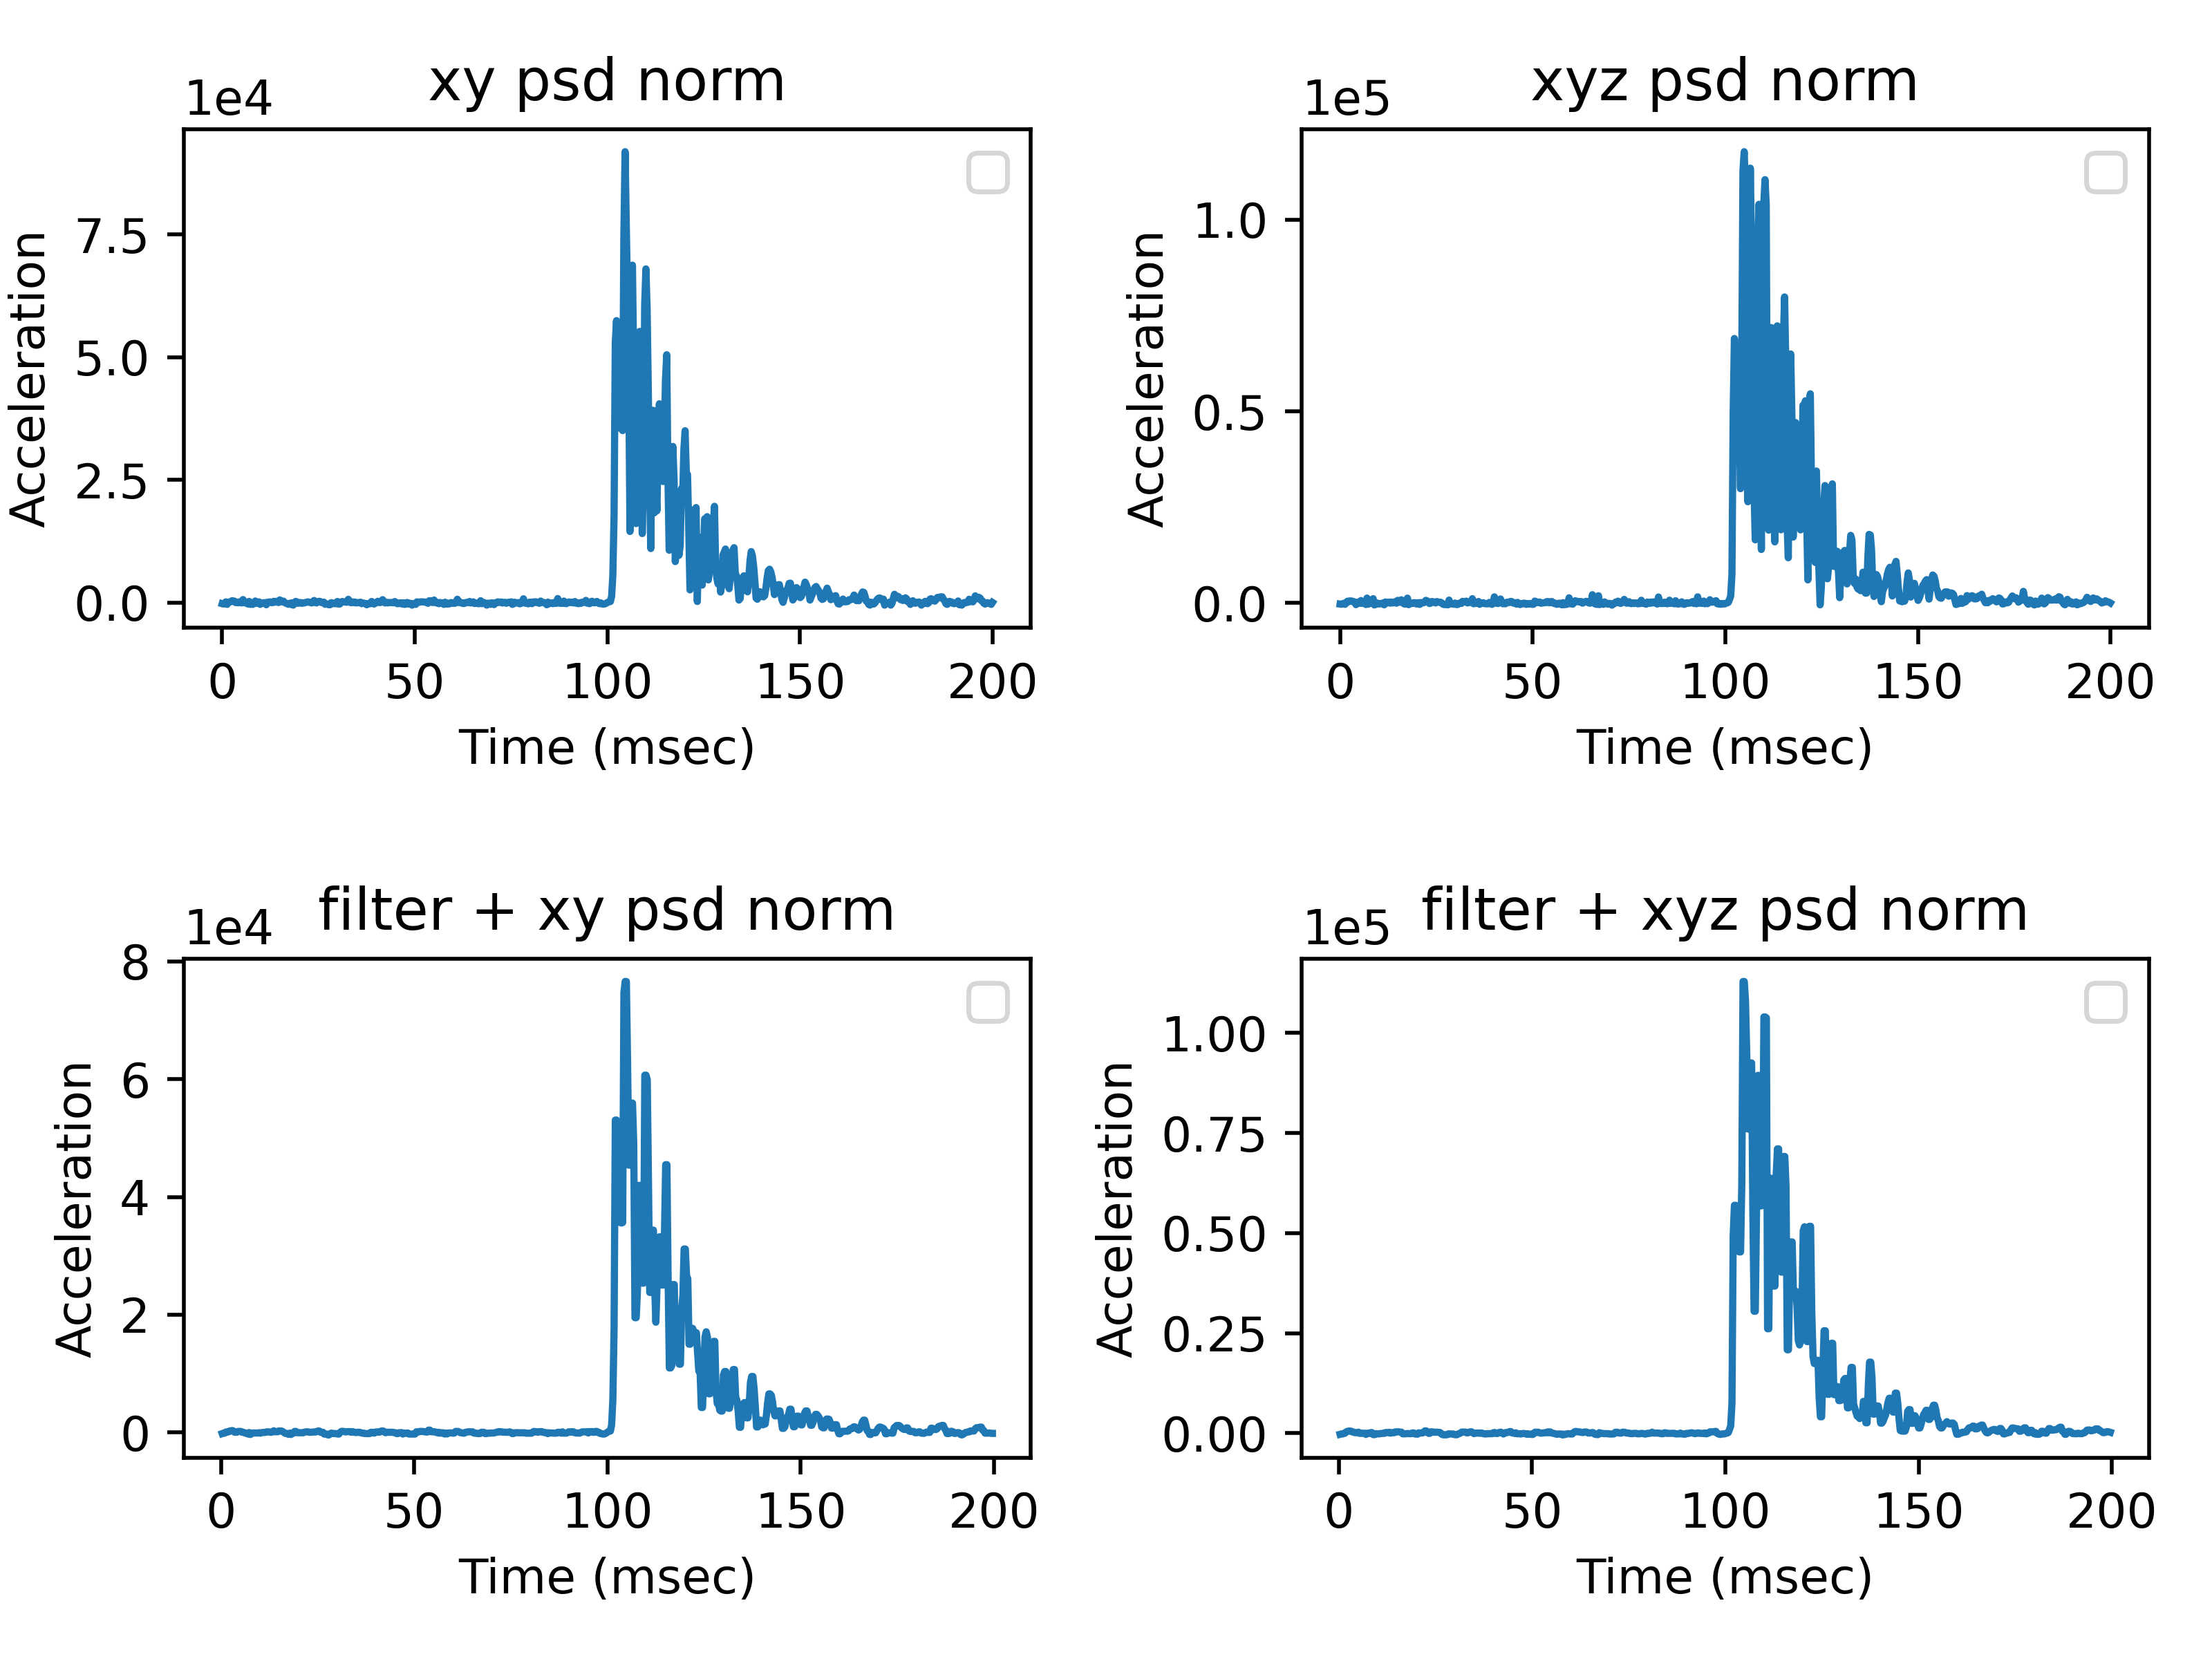 xy psd norm
1e4
7.5
5.0
2.5
0.0
Acceleration
0 50 100 150 200
Time (msec)
xyz psd norm
1e5
1.0
0.5
0.0
Acceleration
0 50 100 150 200
Time (msec)
filter + xy psd norm
1e4
8
6
4
2
0
Acceleration
0 50 100 150 200
Time (msec)
filter + xyz psd norm
1e5
1.00
0.75
0.50
0.25
0.00
Acceleration
0 50 100 150 200
Time (msec)